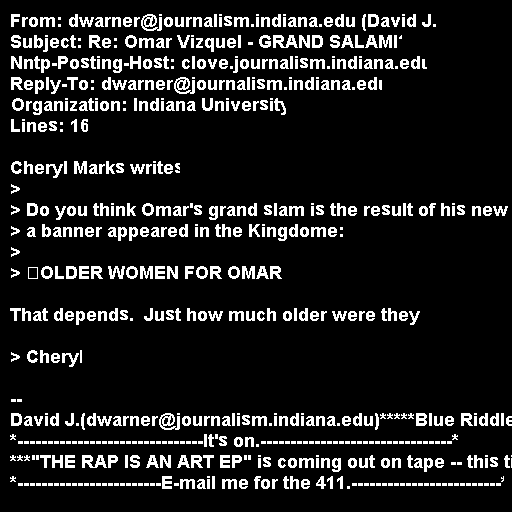 From: dwarner@journalism.indiana.edu (David J.
Subject: Re: Omar Vizquel - GRAND SALAMI
Nntp-Posting-Host: clove.journalism.indiana.edu
Reply-To: dwarner@journalism.indiana.edu
Organization: Indiana University
Lines: 16

Cheryl Marks writes
>
> Do you think Omar's grand slam is the result of his new
> a banner appeared in the Kingdome:
>
> OLDER WOMEN FOR OMAR

That depends.  Just how much older were they

> Cheryl

--
David J.(dwarner@journalism.indiana.edu)*****Blue Riddle
*-------------------------------It's on.--------------------------------*
***"THE RAP IS AN ART EP" is coming out on tape -- this
*------------------------E-mail me for the 411.-------------------------*